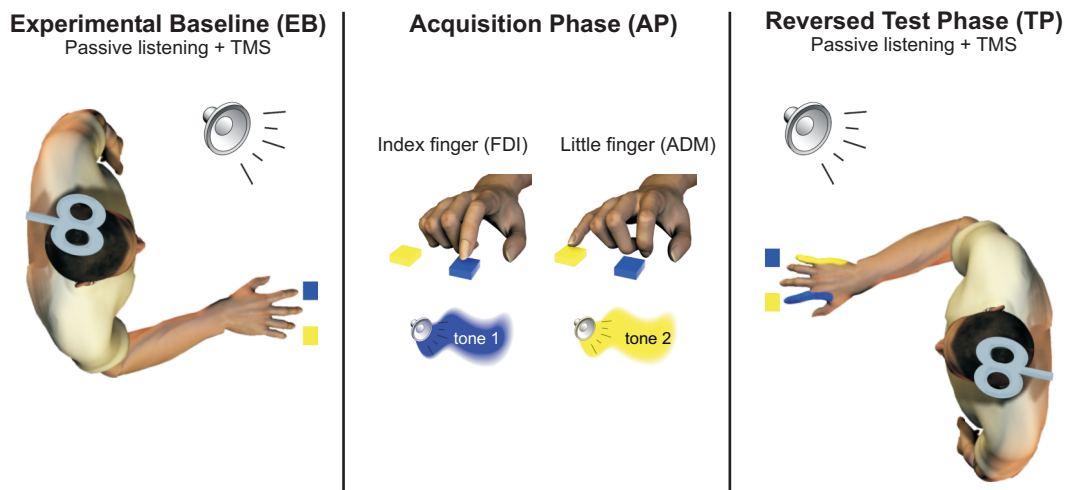 Experimental Baseline (EB)
Passive listening + TMS
Acquisition Phase (AP)
Index finger (FDI)
Little finger (ADM)
tone 1
tone 2
Reversed Test Phase (TP)
Passive listening + TMS